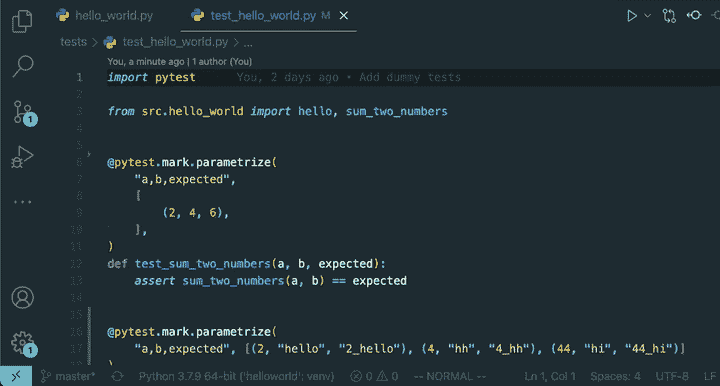 hello_world.py test_hello_world.py M
tests > test_hello_world.py > ...
You, a minute ago | 1 author (You)
1 import pytest You, 2 days ago • Add dummy tests
2
3 from src.hello_world import hello, sum_two_numbers
4
5
6 @pytest.mark.parametrize(
7 "a,b,expected",
8 [
9 (2, 4, 6),
10 ],
11 )
12 def test_sum_two_numbers(a, b, expected):
13 assert sum_two_numbers(a, b) == expected
14
15
16 @pytest.mark.parametrize(
17 "a,b,expected", [(2, "hello", "2_hello"), (4, "hh", "4_hh"), (44, "hi", "44_hi")]
1
1
master* Python 3.7.9 64-bit ('helloworld': venv) 0 0 -- NORMAL -- Ln 1, Col 1 Spaces: 4 UTF-8 LF